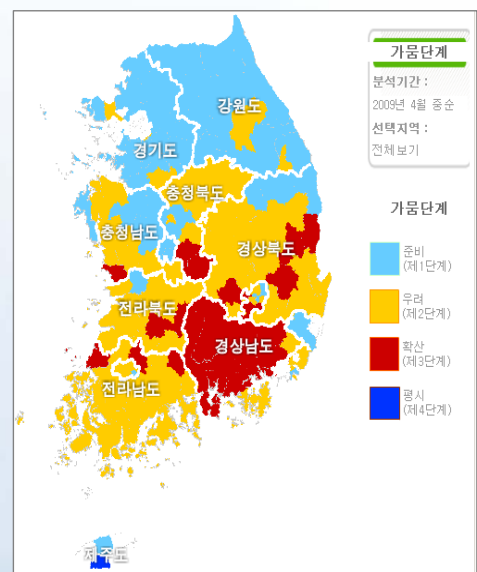 가뭄단계
분석기간 :
2009년 4월 중순
선택지역 :
전체보기
강원도
경기도
충청북도
충청남도
경상북도
전라북도
경상남도
전라남도
제주도
가뭄단계
준비
(제1단계)
우려
(제2단계)
확산
(제3단계)
평시
(제4단계)